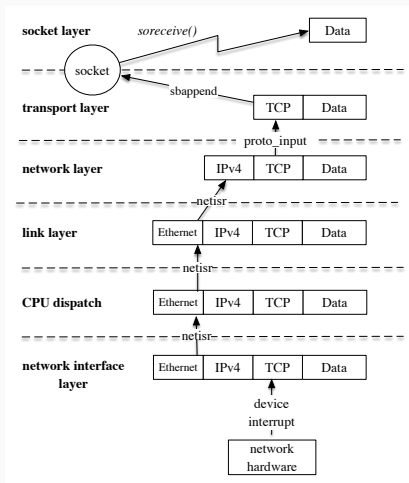 socket layer
soreceive()
Data
socket
sbappend
transport layer
TCP
Data
proto_input
network layer
IPv4
TCP
Data
netisr
link layer
Ethernet
IPv4
TCP
Data
netisr
CPU dispatch
Ethernet
IPv4
TCP
Data
netisr
network interface
layer
Ethernet
IPv4
TCP
Data
device
interrupt
network
hardware